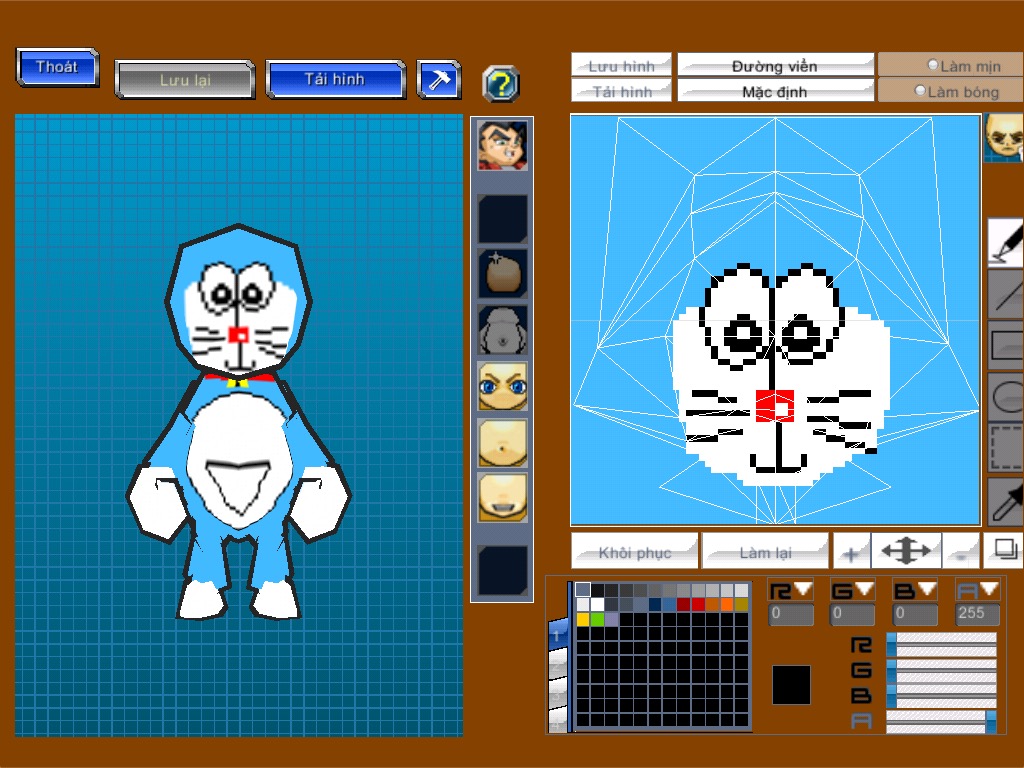 Thoát
Lưu lại
Tải hình
?
Lưu hình
Đường viền
Làm mịn
Tải hình
Mặc định
Làm bóng
Khôi phục
Làm lại
+
-
1
R
G
B
A
0
0
0
255
R
G
B
A